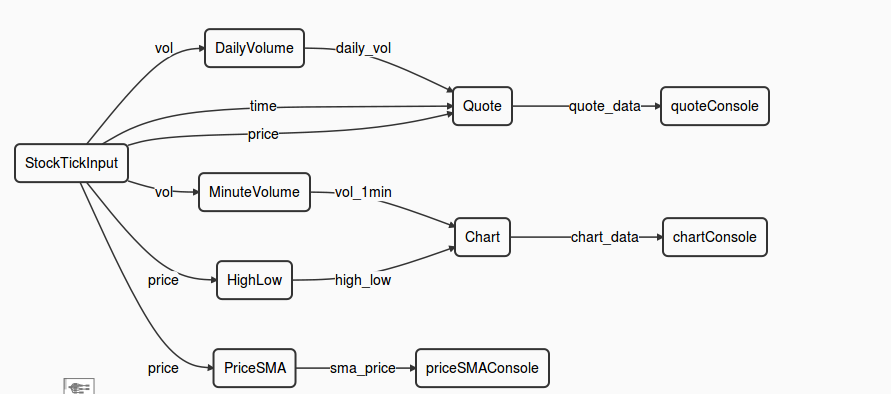 vol
DailyVolume
daily_vol
time
Quote
quote_data
quoteConsole
price
StockTickInput
vol
MinuteVolume
vol_1min
Chart
chart_data
chartConsole
price
HighLow
high_low
price
PriceSMA
sma_price
priceSMAConsole